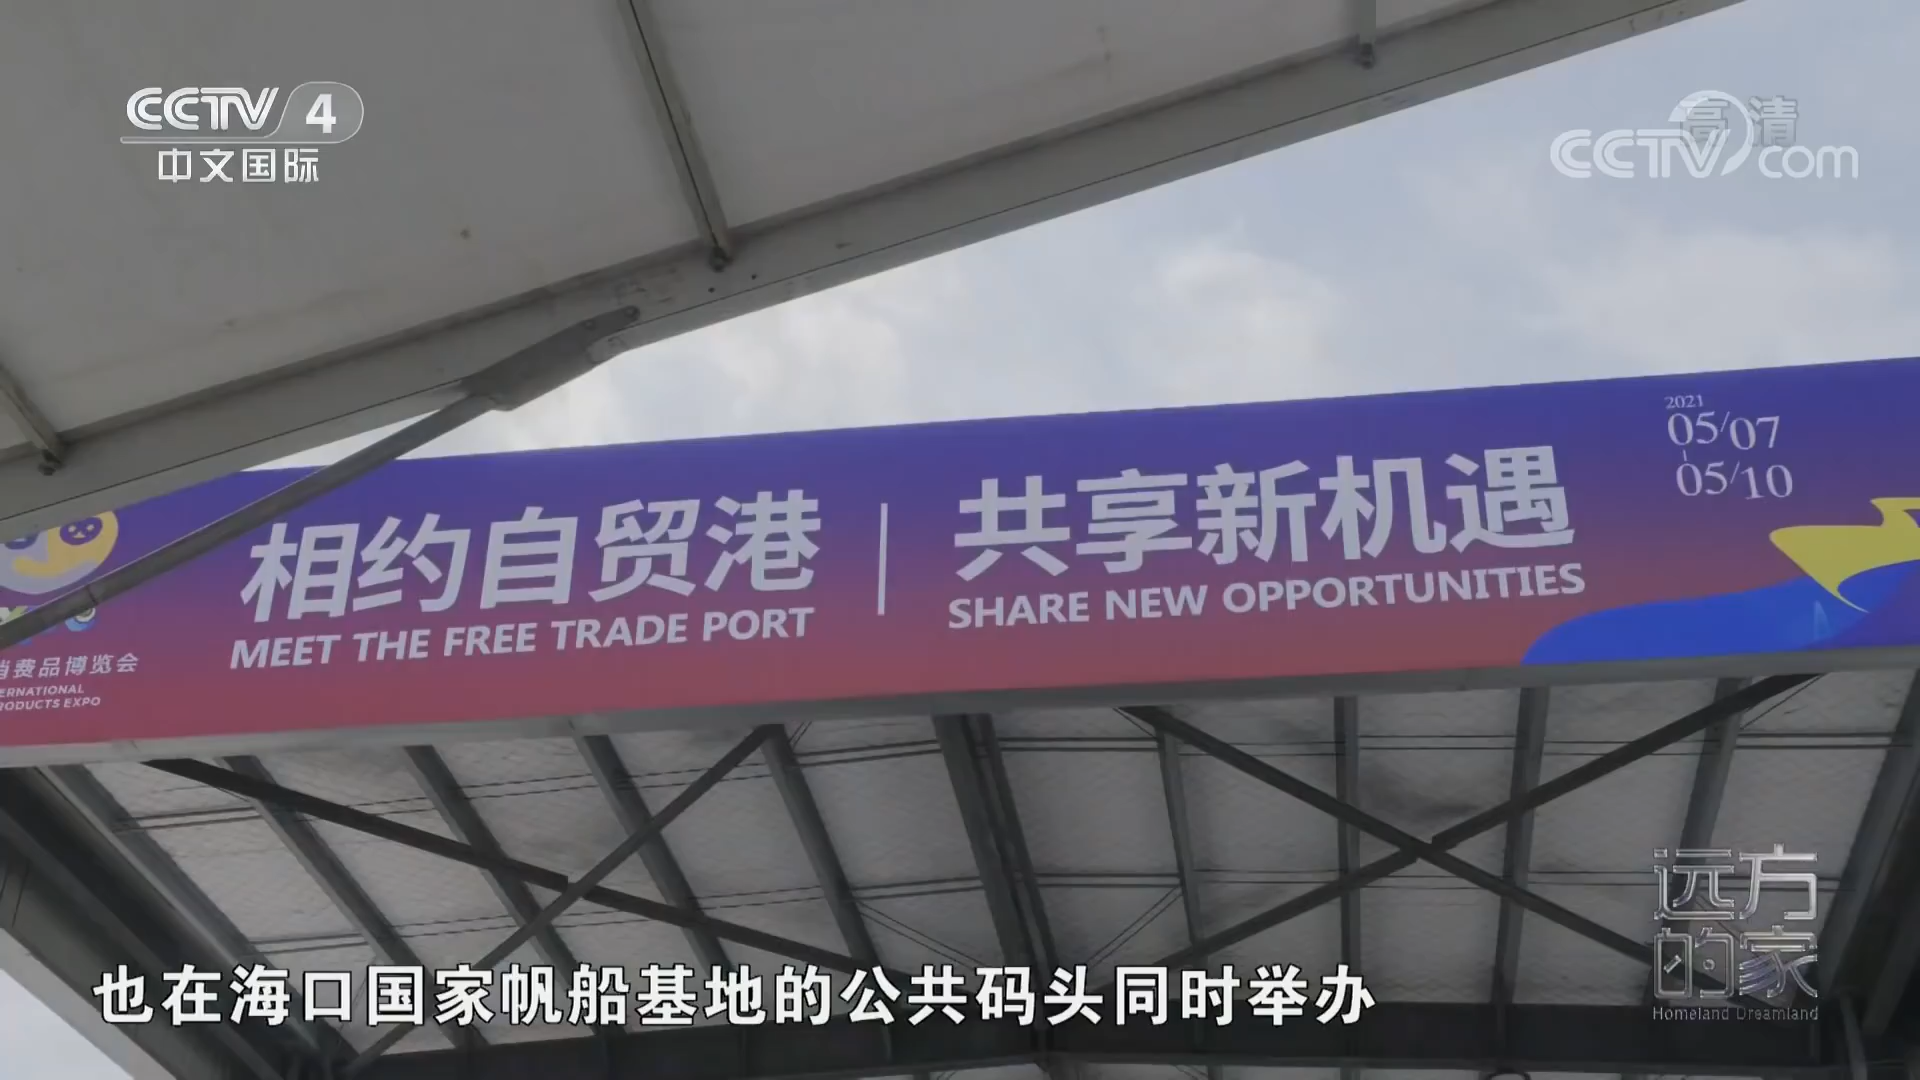 CCTV 4
中文国际
高清
CCTV.com
2021
05/07
05/10
相约自贸港 | 共享新机遇
MEET THE FREE TRADE PORT
SHARE NEW OPPORTUNITIES
消费品博览会
ERNATIONAL
RODUCTS EXPO
远方
的家
Homeland Dreamland
也在海口国家帆船基地的公共码头同时举办